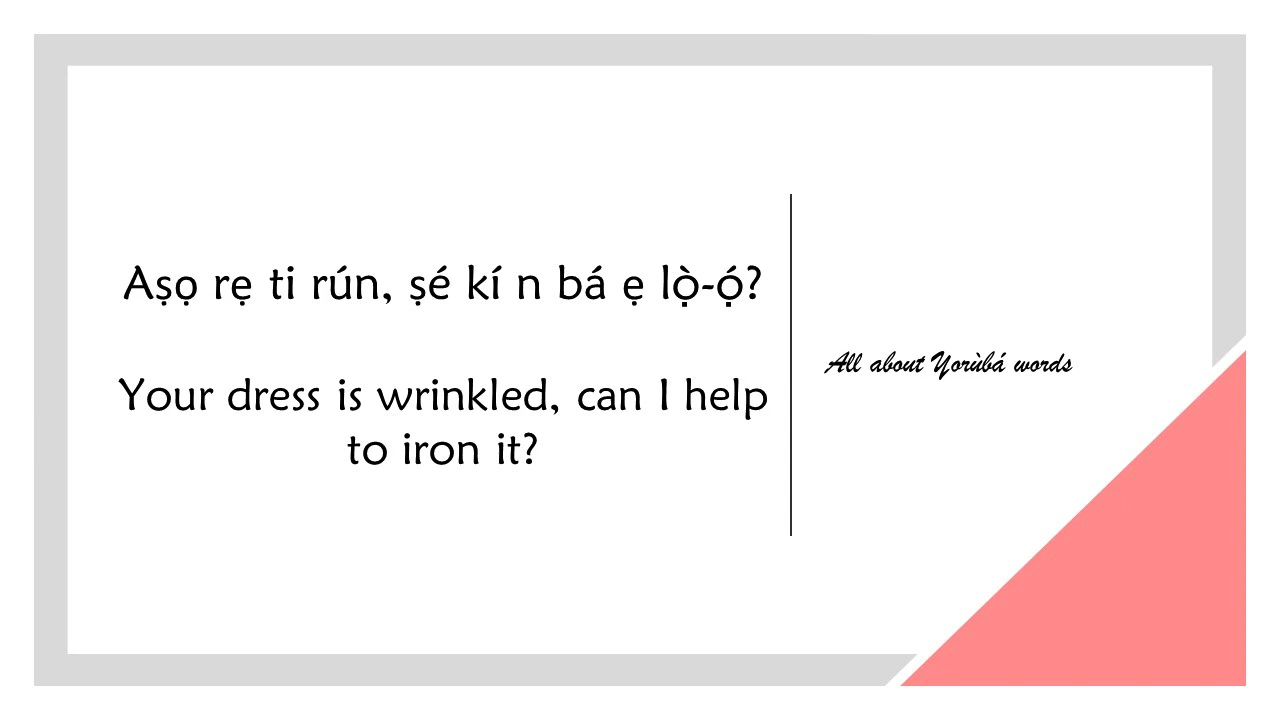 Aṣọ rẹ ti rún, ṣé kí n bá ẹ lọ̀-ọ́?
Your dress is wrinkled, can I help
to iron it?
All about Yorùbá words